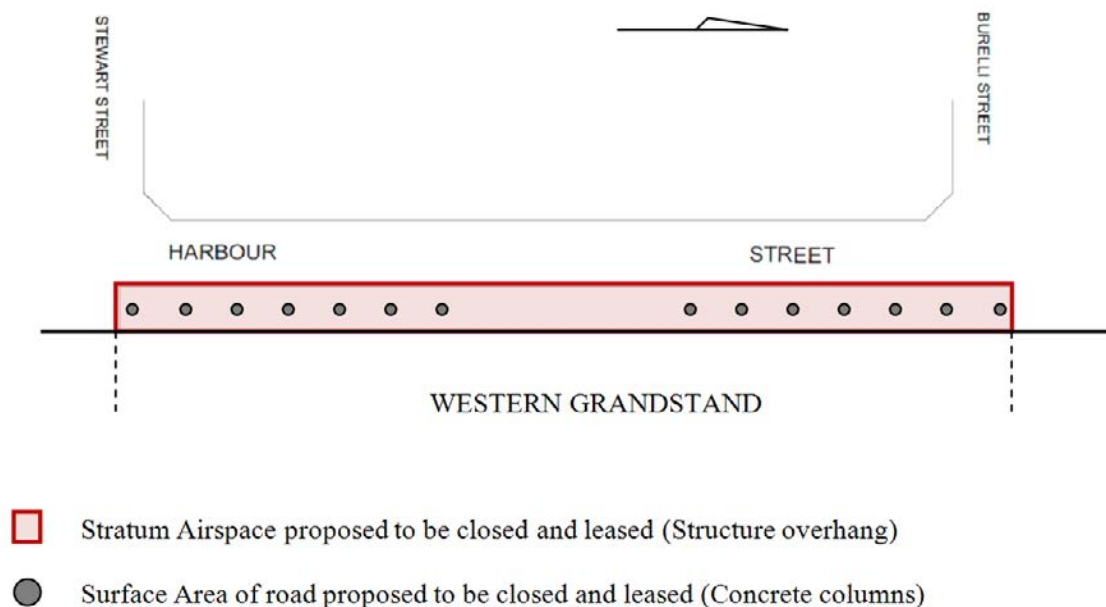 STEWART STREET
BURELLI STREET
HARBOUR STREET
WESTERN GRANDSTAND
Stratum Airspace proposed to be closed and leased (Structure overhang)
Surface Area of road proposed to be closed and leased (Concrete columns)